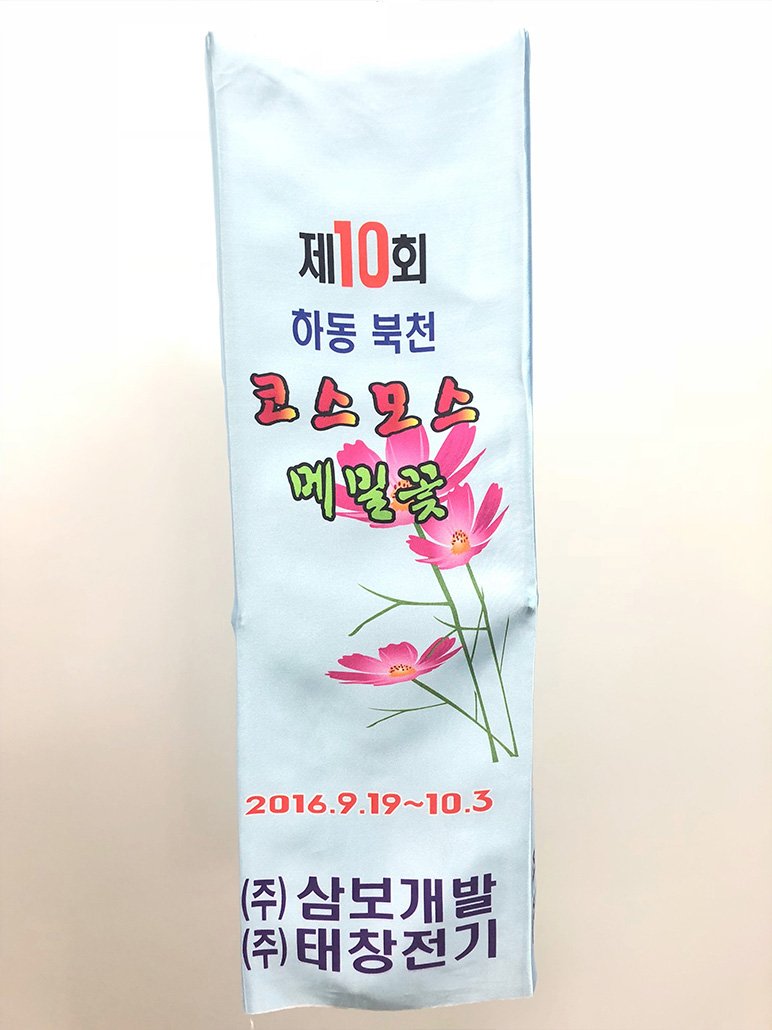 제10회
하동 북천
코스모스
메밀꽃
2016.9.19~10.3
(주) 삼보개발
(주) 태창전기